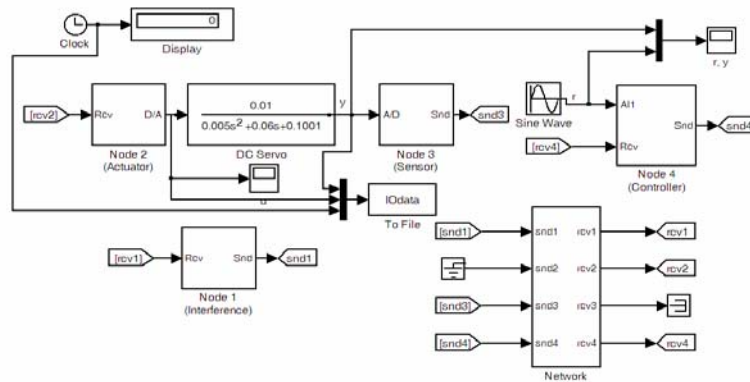 0
Clock
Display
r, y
[rcv2]
Rcv
D/A
Node 2
(Actuator)
0.01
0.005s2+0.06s+0.1001
DC Servo
y
A/D
Snd
Node 3
(Sensor)
snd3
Sine Wave
r
AI1
Snd
Rcv
[rcv4]
snd4
Node 4
(Controller)
u
IOdata
To File
[rcv1]
Rcv
Snd
snd1
Node 1
(Interference)
[snd1]
snd1
rcv1
rcv1
snd2
rcv2
rcv2
[snd3]
snd3
rcv3
[snd4]
snd4
rcv4
rcv4
Network